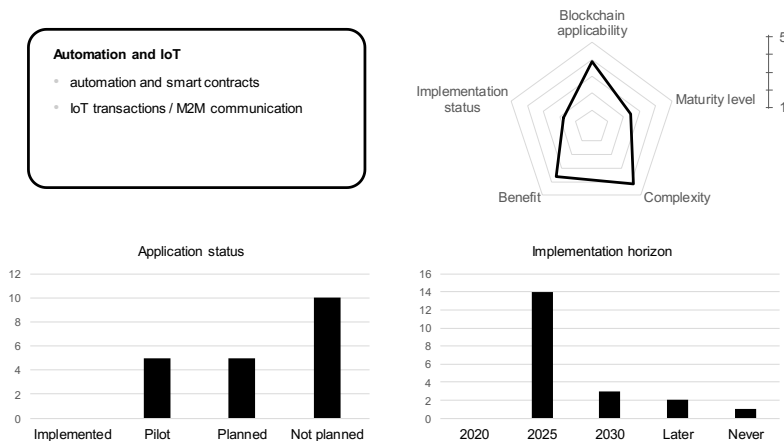 Automation and IoT
automation and smart contracts
IoT transactions / M2M communication
Blockchain
applicability
Implementation
status
Maturity level
Benefit
Complexity
5
1
Application status
12
10
8
6
4
2
0
Implemented Pilot Planned Not planned
Implementation horizon
16
14
12
10
8
6
4
2
0
2020 2025 2030 Later Never